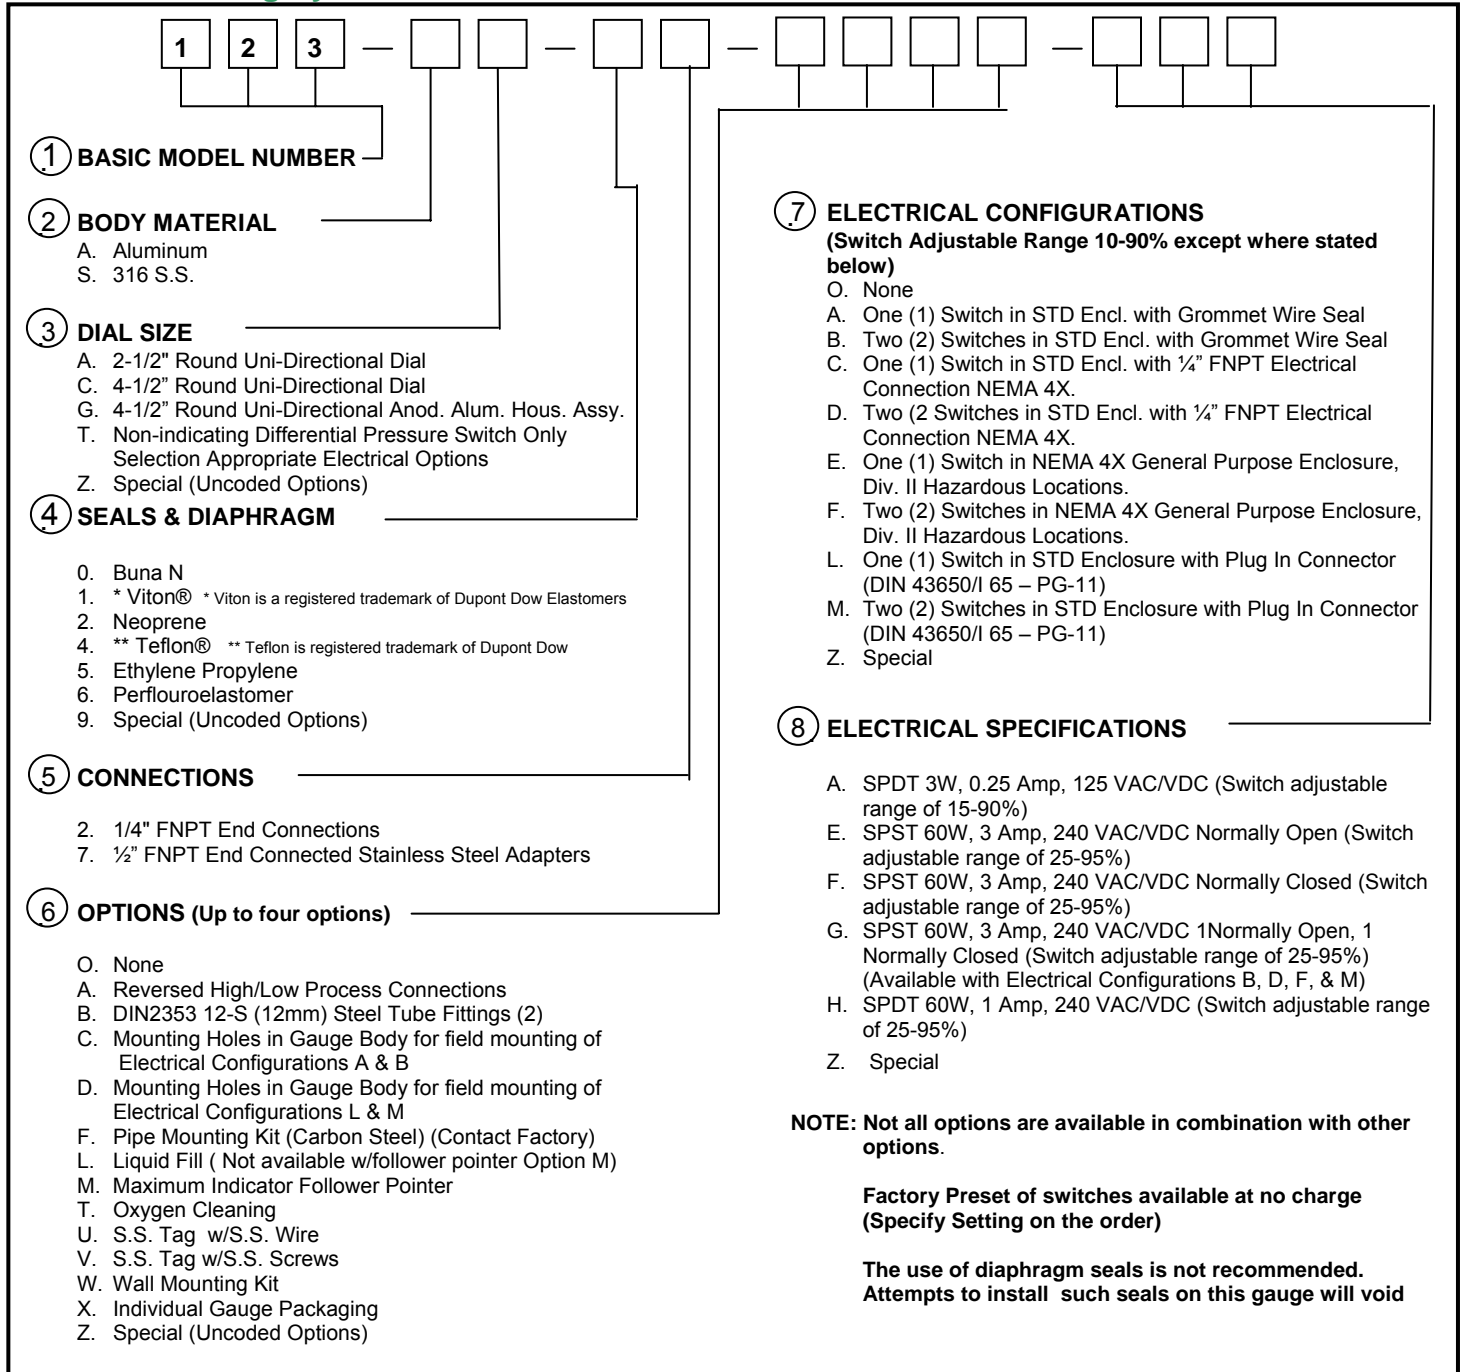 1 2 3
1 BASIC MODEL NUMBER
2 BODY MATERIAL
A. Aluminum
S. 316 S.S.
3 DIAL SIZE
A. 2-1/2" Round Uni-Directional Dial
C. 4-1/2” Round Uni-Directional Dial
G. 4-1/2” Round Uni-Directional Anod. Alum. Hous. Assy.
T. Non-indicating Differential Pressure Switch Only
Selection Appropriate Electrical Options
Z. Special (Uncoded Options)
4 SEALS & DIAPHRAGM
0. Buna N
1. * Viton® * Viton is a registered trademark of Dupont Dow Elastomers
2. Neoprene
4. ** Teflon® ** Teflon is registered trademark of Dupont Dow
5. Ethylene Propylene
6. Perflouroelastomer
9. Special (Uncoded Options)
5 CONNECTIONS
2. 1/4" FNPT End Connections
7. ½” FNPT End Connected Stainless Steel Adapters
6 OPTIONS (Up to four options)
O. None
A. Reversed High/Low Process Connections
B. DIN2353 12-S (12mm) Steel Tube Fittings (2)
C. Mounting Holes in Gauge Body for field mounting of
Electrical Configurations A & B
D. Mounting Holes in Gauge Body for field mounting of
Electrical Configurations L & M
F. Pipe Mounting Kit (Carbon Steel) (Contact Factory)
L. Liquid Fill ( Not available w/follower pointer Option M)
M. Maximum Indicator Follower Pointer
T. Oxygen Cleaning
U. S.S. Tag w/S.S. Wire
V. S.S. Tag w/S.S. Screws
W. Wall Mounting Kit
X. Individual Gauge Packaging
Z. Special (Uncoded Options)
7 ELECTRICAL CONFIGURATIONS
(Switch Adjustable Range 10-90% except where stated
below)
O. None
A. One (1) Switch in STD Encl. with Grommet Wire Seal
B. Two (2) Switches in STD Encl. with Grommet Wire Seal
C. One (1) Switch in STD Encl. with ¼” FNPT Electrical
Connection NEMA 4X.
D. Two (2 Switches in STD Encl. with ¼” FNPT Electrical
Connection NEMA 4X.
E. One (1) Switch in NEMA 4X General Purpose Enclosure,
Div. II Hazardous Locations.
F. Two (2) Switches in NEMA 4X General Purpose Enclosure,
Div. II Hazardous Locations.
L. One (1) Switch in STD Enclosure with Plug In Connector
(DIN 43650/I 65 – PG-11)
M. Two (2) Switches in STD Enclosure with Plug In Connector
(DIN 43650/I 65 – PG-11)
Z. Special
8 ELECTRICAL SPECIFICATIONS
A. SPDT 3W, 0.25 Amp, 125 VAC/VDC (Switch adjustable
range of 15-90%)
E. SPST 60W, 3 Amp, 240 VAC/VDC Normally Open (Switch
adjustable range of 25-95%)
F. SPST 60W, 3 Amp, 240 VAC/VDC Normally Closed (Switch
adjustable range of 25-95%)
G. SPST 60W, 3 Amp, 240 VAC/VDC 1Normally Open, 1
Normally Closed (Switch adjustable range of 25-95%)
(Available with Electrical Configurations B, D, F, & M)
H. SPDT 60W, 1 Amp, 240 VAC/VDC (Switch adjustable range
of 25-95%)
Z. Special
NOTE: Not all options are available in combination with other
options.
Factory Preset of switches available at no charge
(Specify Setting on the order)
The use of diaphragm seals is not recommended.
Attempts to install such seals on this gauge will void